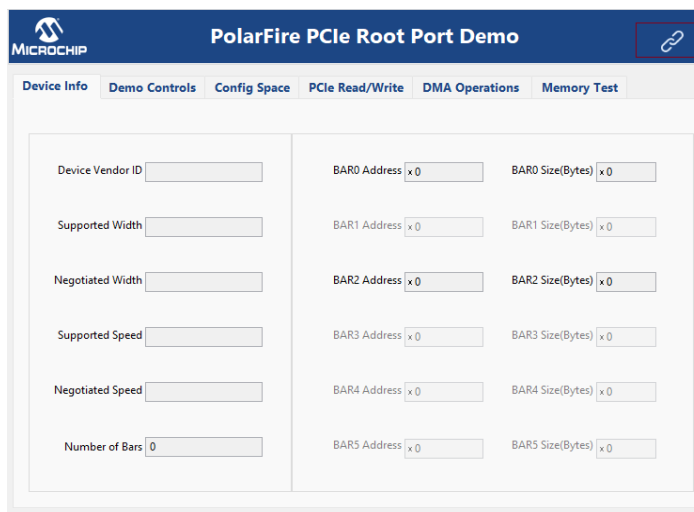 MICROCHIP
PolarFire PCIe Root Port Demo
Device Info Demo Controls Config Space PCIe Read/Write DMA Operations Memory Test
Device Vendor ID BAR0 Address x 0 BAR0 Size(Bytes) x 0
Supported Width BAR1 Address x 0 BAR1 Size(Bytes) x 0
Negotiated Width BAR2 Address x 0 BAR2 Size(Bytes) x 0
Supported Speed BAR3 Address x 0 BAR3 Size(Bytes) x 0
Negotiated Speed BAR4 Address x 0 BAR4 Size(Bytes) x 0
Number of Bars 0 BAR5 Address x 0 BAR5 Size(Bytes) x 0